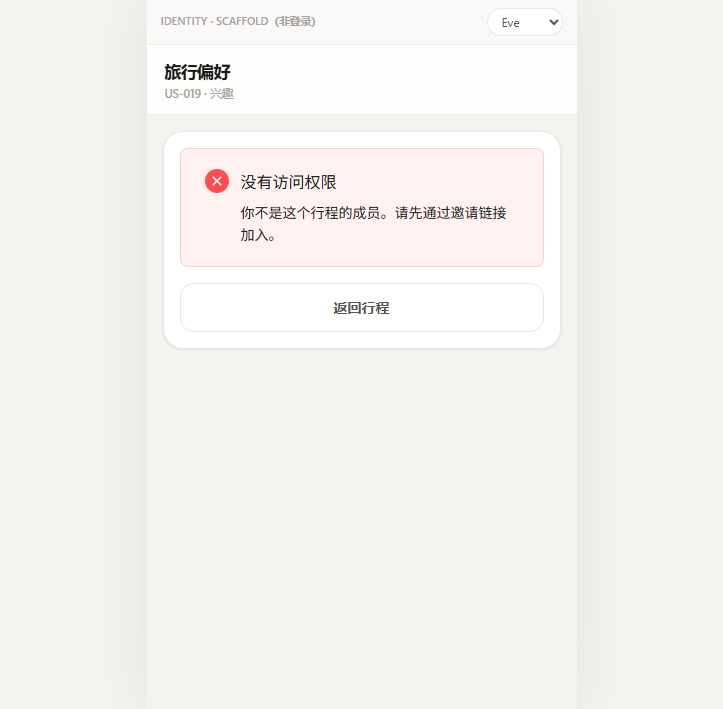 IDENTITY · SCAFFOLD（非登录）
Eve
旅行偏好
US-019 · 兴趣
没有访问权限
你不是这个行程的成员。请先通过邀请链接
加入。
返回行程